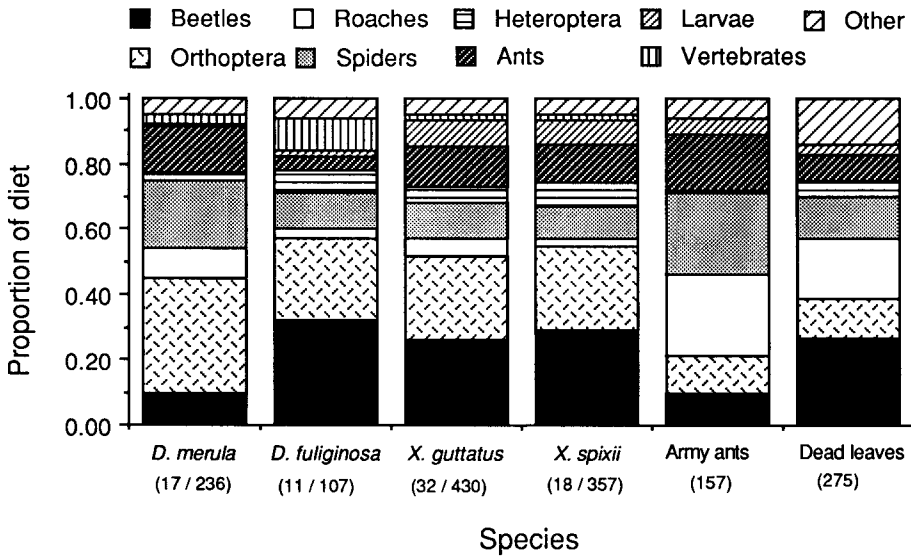 Beetles Roaches Heteroptera Larvae Other
Orthoptera Spiders Ants Vertebrates
1.00
0.80
0.60
0.40
0.20
0.00
Proportion of diet
D. merula D. fuliginosa X. guttatus X. spixii Army ants Dead leaves
(17 / 236) (11 / 107) (32 / 430) (18 / 357) (157) (275)
Species